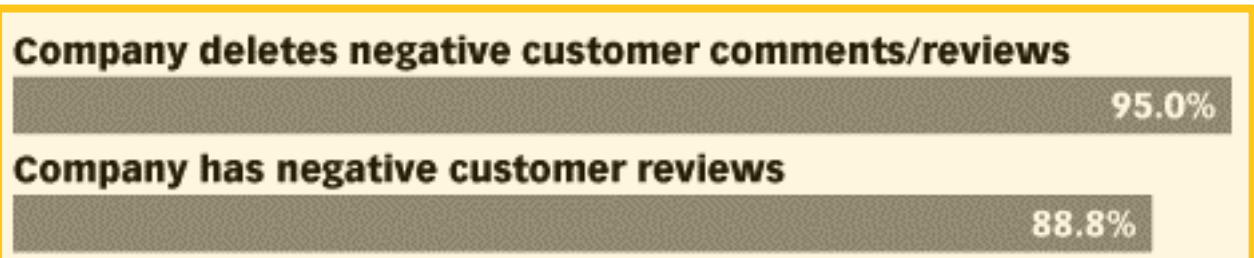 Company deletes negative customer comments/reviews
95.0%
Company has negative customer reviews
88.8%